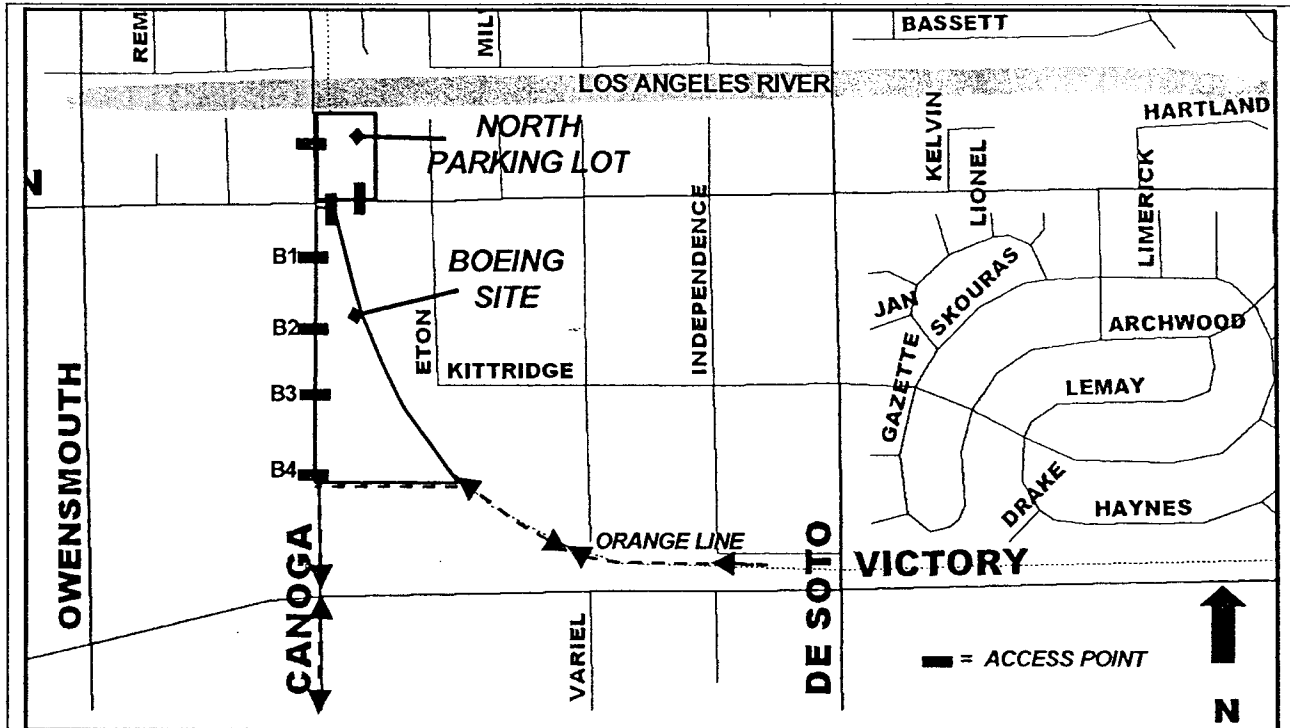 REM
MIL
BASSETT
LOS ANGELES RIVER
NORTH
PARKING LOT
KELVIN
LIONEL
HARTLAND
LIMERICK
N
INDEPENDENCE
B1
BOEING
SITE
B2
JAN
SKOURAS
ARCHWOOD
ETON
KITTRIDGE
GAZETTE
LEMAY
B3
OWENSMOUTH
B4
CANOGA
DRAKE
HAYNES
ORANGE LINE
DE SOTO
VICTORY
VARIEL
= ACCESS POINT
N